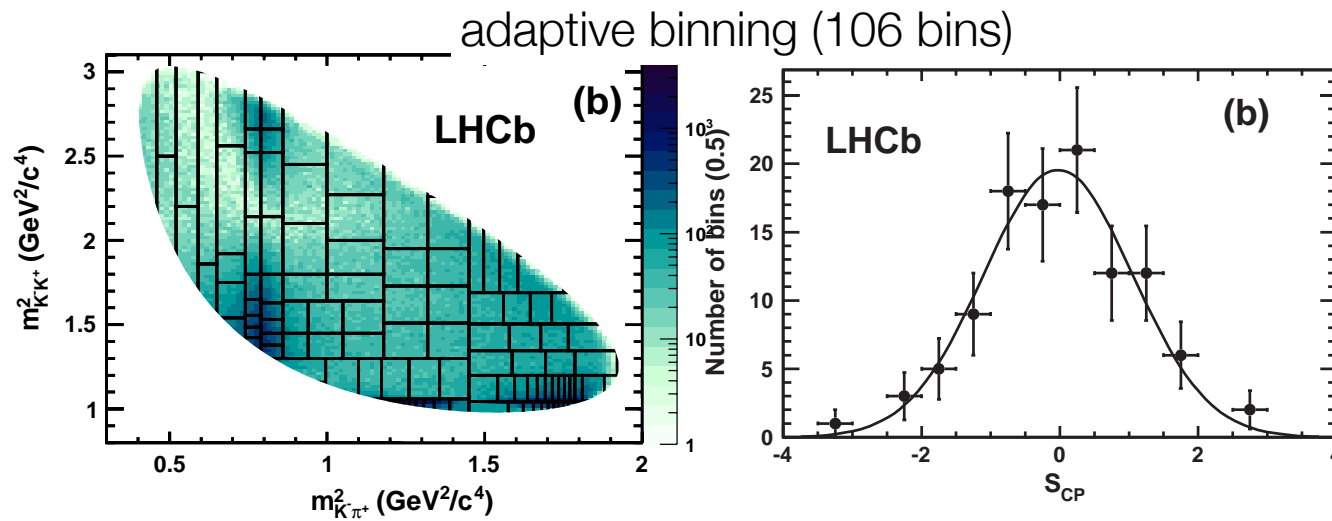 adaptive binning (106 bins)
(b)
LHCb
m²K⁻K⁺ (GeV²/c⁴)
3
2.5
2
1.5
1
0.5 1 1.5 2
m²K⁻π⁺ (GeV²/c⁴)
10³
10²
10
1
(b)
LHCb
Number of bins (0.5)
25
20
15
10
5
0
-4 -2 0 2 4
S_CP